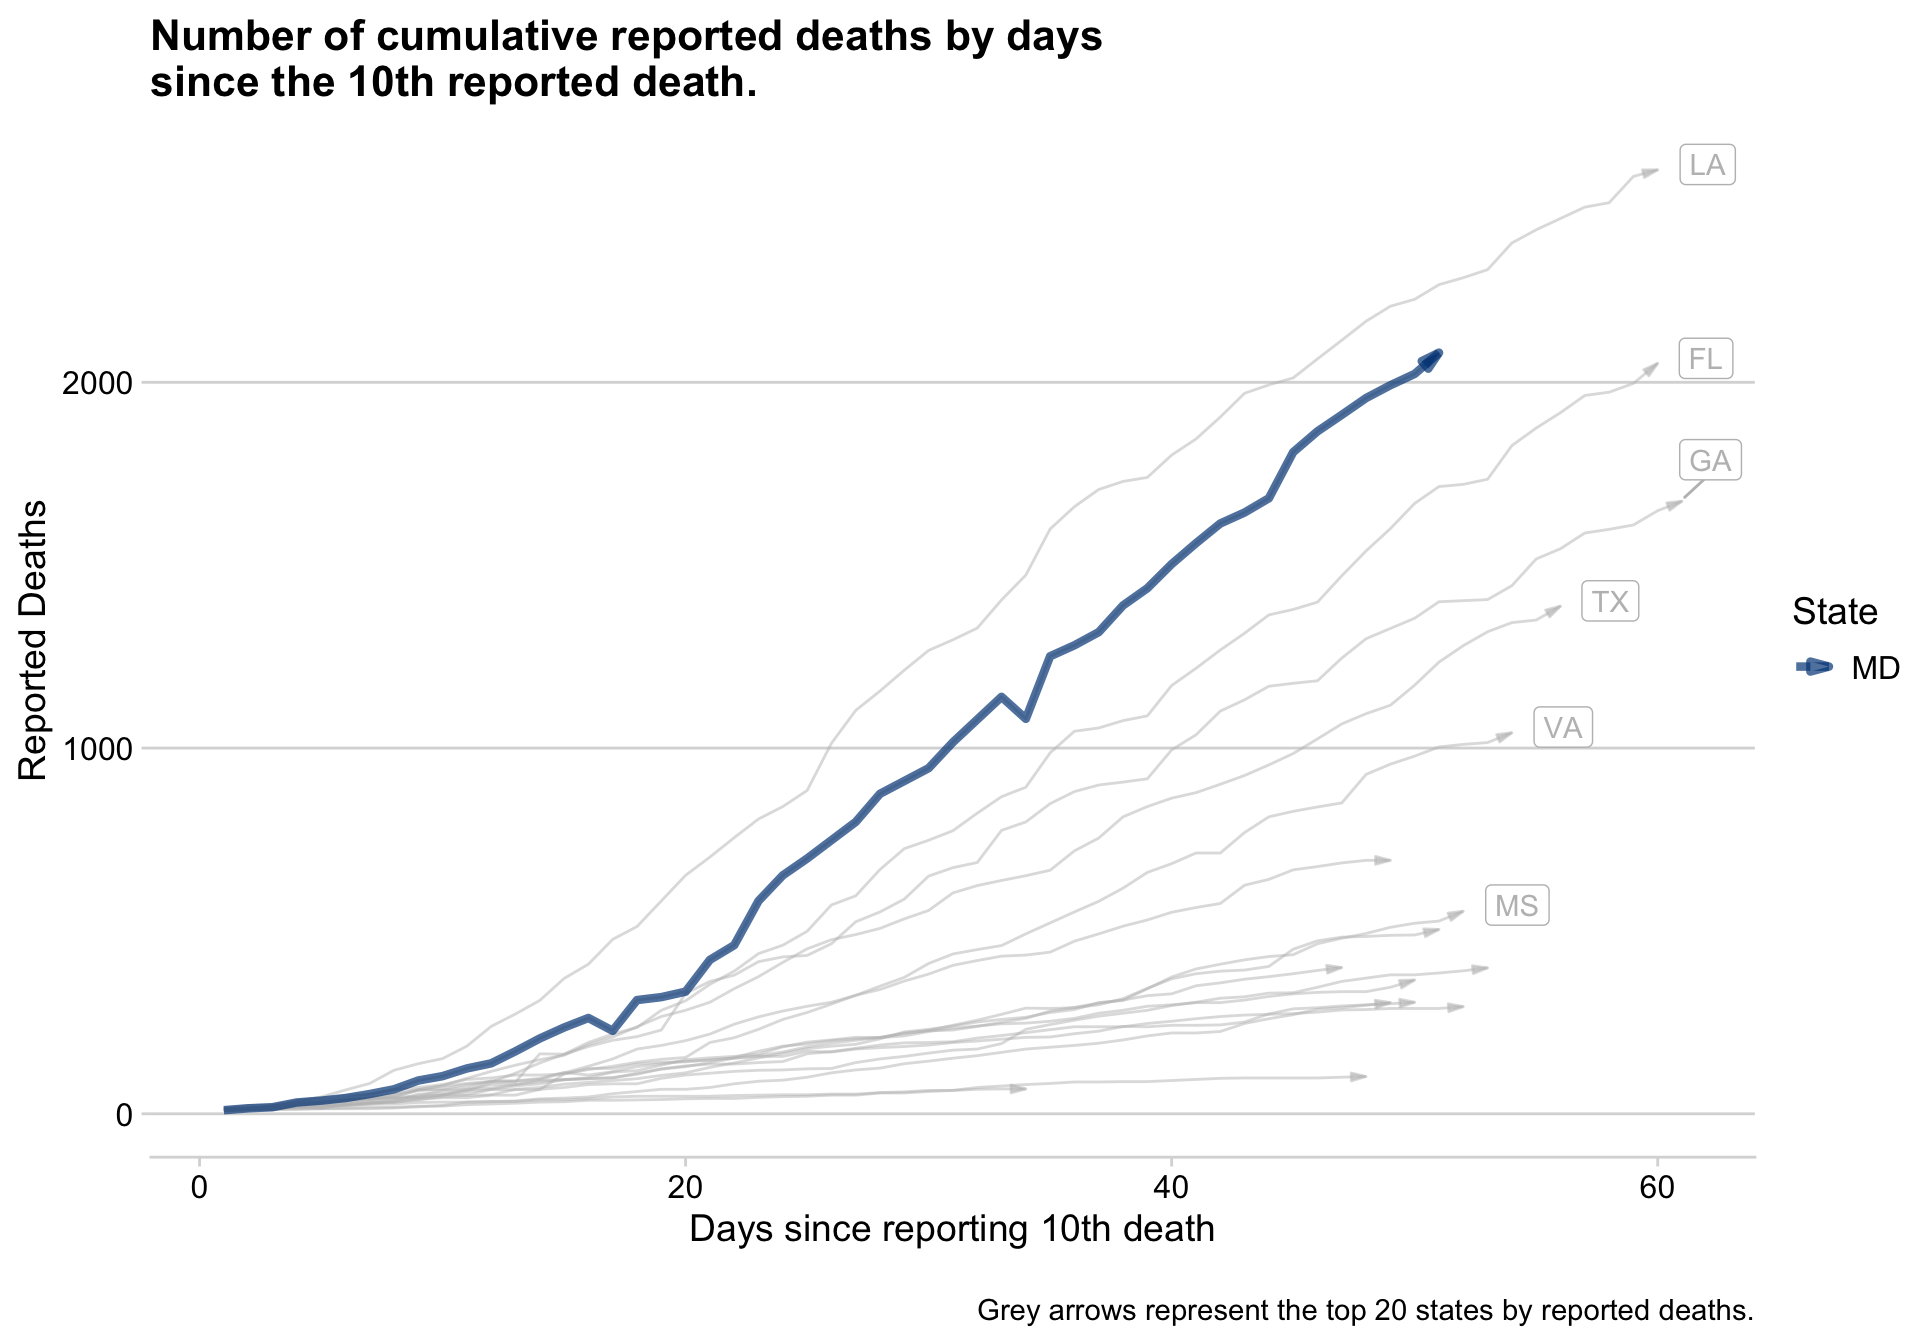 Number of cumulative reported deaths by days
since the 10th reported death.
LA
FL
2000
GA
TX
State
MD
VA
1000
Reported Deaths
MS
0
0 20 40 60
Days since reporting 10th death
Grey arrows represent the top 20 states by reported deaths.